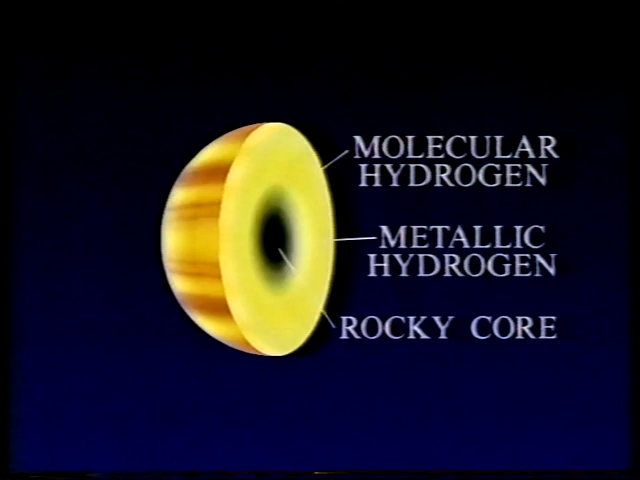 MOLECULAR
HYDROGEN
METALLIC
HYDROGEN
ROCKY CORE